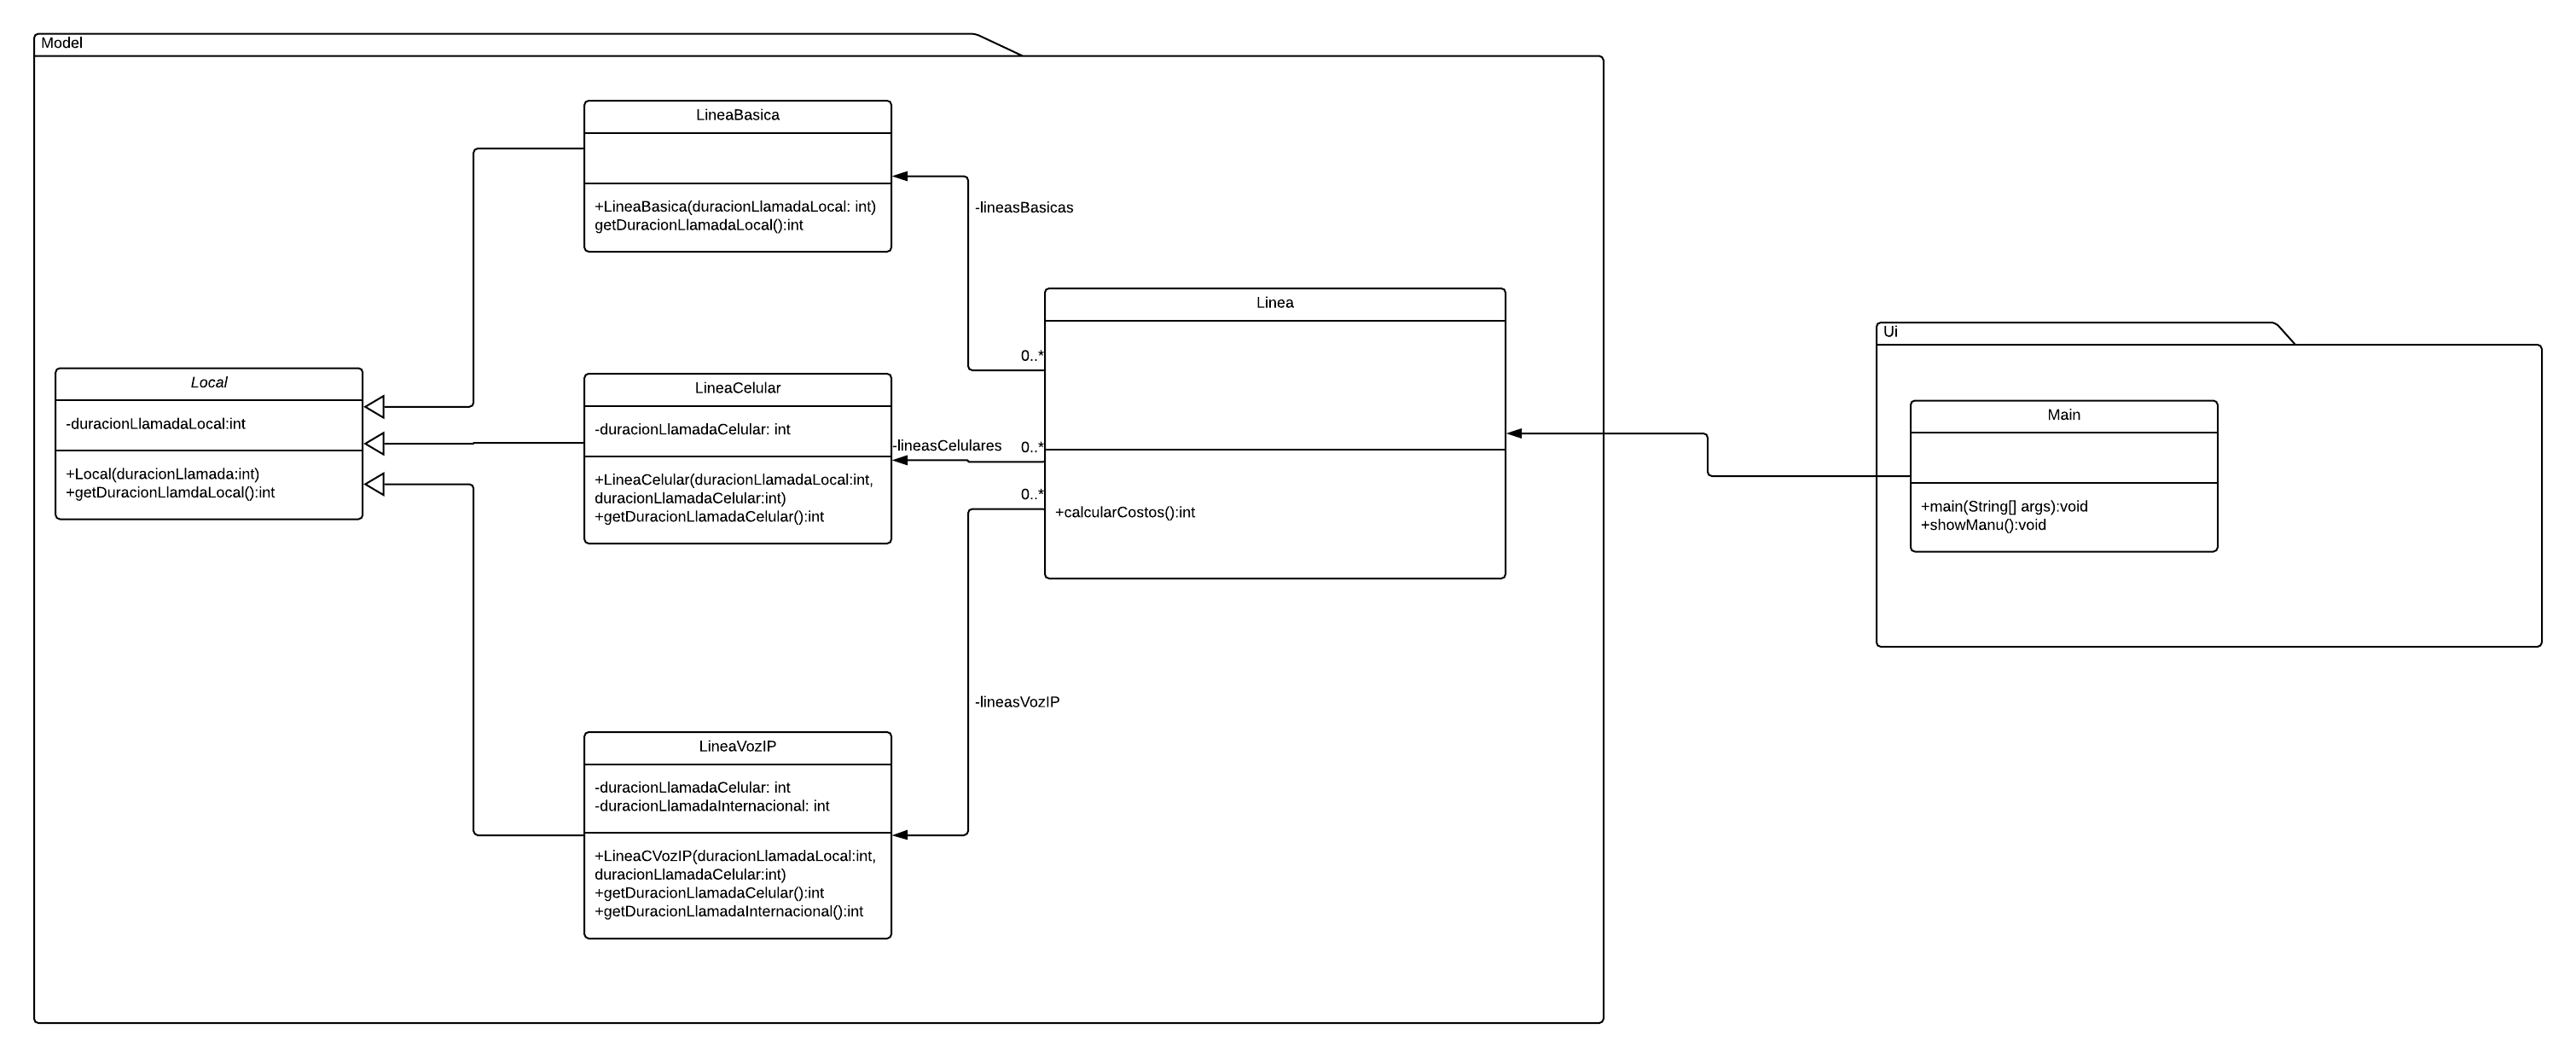 Model
LineaBasica
+LineaBasica(duracionLlamadaLocal: int)
getDuracionLlamadaLocal():int
-lineasBasicas
Linea
0..*
0..*
0..*
+calcularCostos():int
Ui
Main
+main(String[] args):void
+showManu():void
Local
-duracionLlamadaLocal:int
+Local(duracionLlamada:int)
+getDuracionLlamdaLocal():int
LineaCelular
-duracionLlamadaCelular: int
+LineaCelular(duracionLlamadaLocal:int,
duracionLlamadaCelular:int)
+getDuracionLlamadaCelular():int
-lineasCelulares
-lineasVozIP
LineaVozIP
-duracionLlamadaCelular: int
-duracionLlamadaInternacional: int
+LineaCVozIP(duracionLlamadaLocal:int,
duracionLlamadaCelular:int)
+getDuracionLlamadaCelular():int
+getDuracionLlamadaInternacional():int